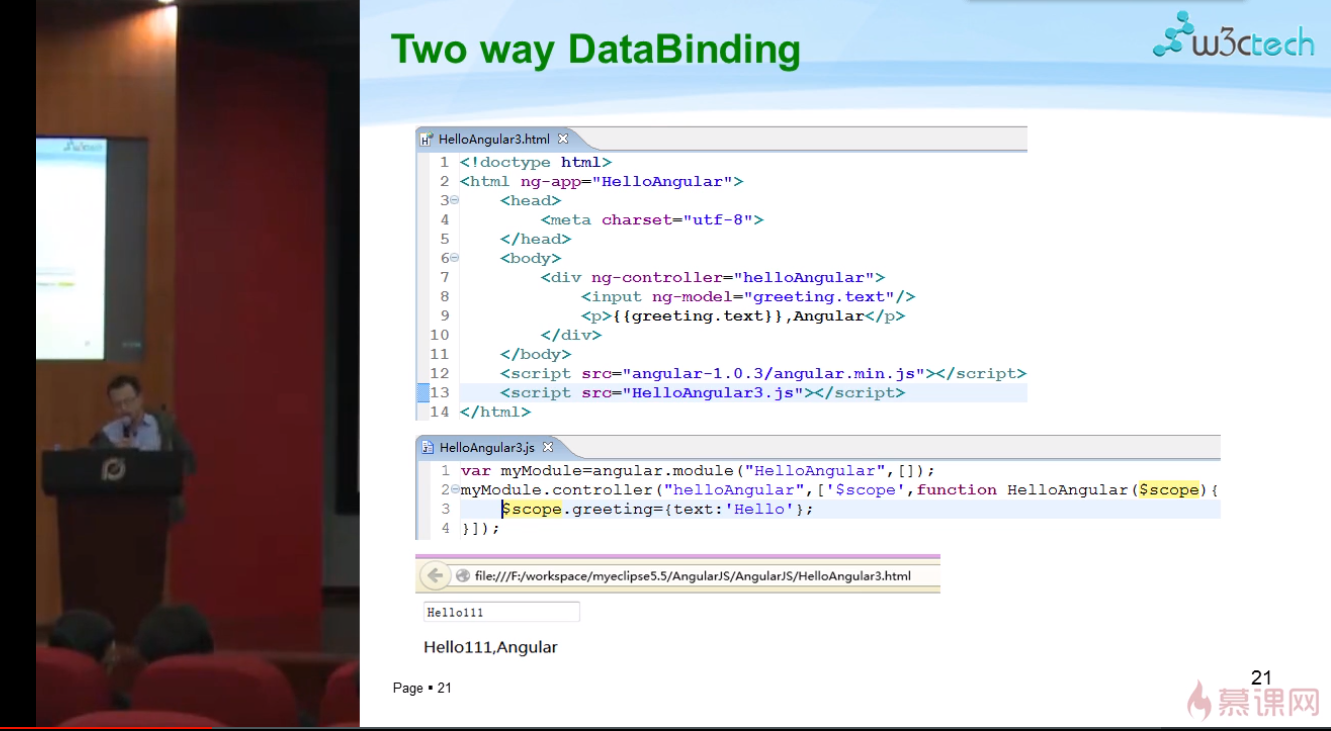 Two way DataBinding
w3ctech
HelloAngular3.html
1 <!doctype html>
2 <html ng-app="HelloAngular">
3 <head>
4 <meta charset="utf-8">
5 </head>
6 <body>
7 <div ng-controller="helloAngular">
8 <input ng-model="greeting.text"/>
9 <p>{{greeting.text}},Angular</p>
10 </div>
11 </body>
12 <script src="angular-1.0.3/angular.min.js"></script>
13 <script src="HelloAngular3.js"></script>
14 </html>
HelloAngular3.js
1 var myModule=angular.module("HelloAngular",[]);
2 myModule.controller("helloAngular",['$scope',function HelloAngular($scope){
3 $scope.greeting={text:'Hello'};
4 }]);
file:///F:/workspace/myeclipse5.5/AngularJS/AngularJS/HelloAngular3.html
Hello111
Hello111,Angular
Page ▪ 21
21
慕课网